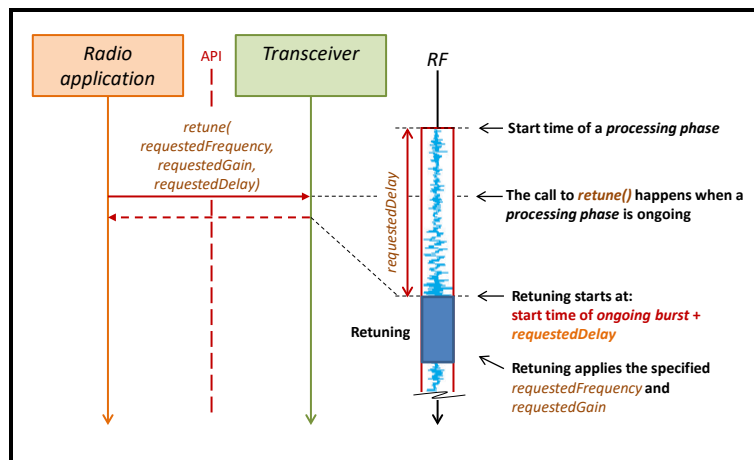 Radio
application
API
Transceiver
RF
retune(
requestedFrequency,
requestedGain,
requestedDelay)
requestedDelay
Retuning
Start time of a processing phase
The call to retune() happens when a
processing phase is ongoing
Retuning starts at:
start time of ongoing burst +
requestedDelay
Retuning applies the specified
requestedFrequency and
requestedGain